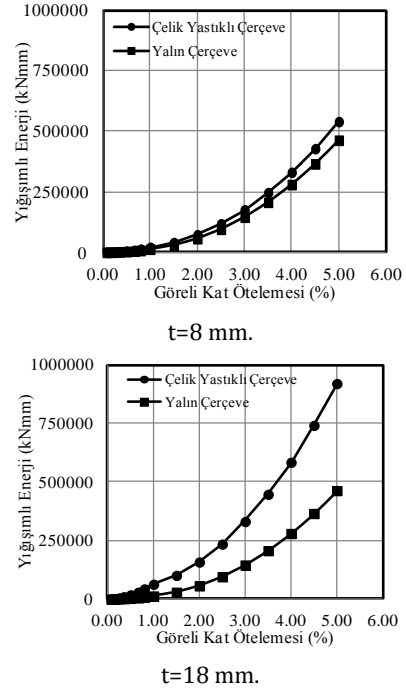 1000000
750000
500000
250000
0
Yığışımlı Enerji (kNmm)
Çelik Yastıklı Çerçeve
Yalın Çerçeve
0.00 1.00 2.00 3.00 4.00 5.00 6.00
Göreli Kat Ötelemesi (%)
t=8 mm.
1000000
750000
500000
250000
0
Yığışımlı Enerji (kNmm)
Çelik Yastıklı Çerçeve
Yalın Çerçeve
0.00 1.00 2.00 3.00 4.00 5.00 6.00
Göreli Kat Ötelemesi (%)
t=18 mm.